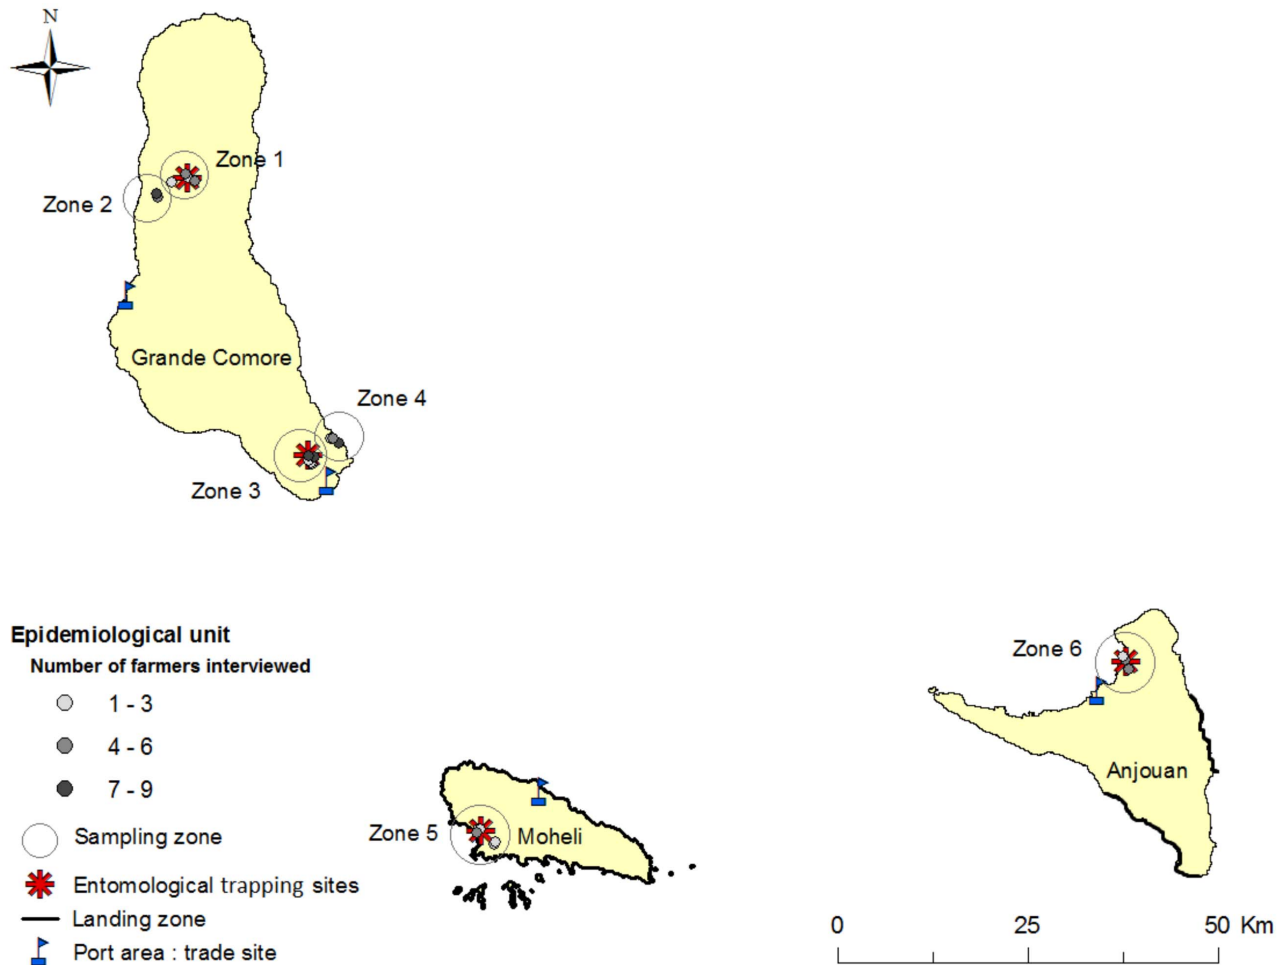 N
Zone 1
Zone 2
Grande Comore
Zone 4
Zone 3
Epidemiological unit
Number of farmers interviewed
1 - 3
4 - 6
7 - 9
Sampling zone
Entomological trapping sites
Landing zone
Port area : trade site
Zone 5
Moheli
Zone 6
Anjouan
0 25 50 Km